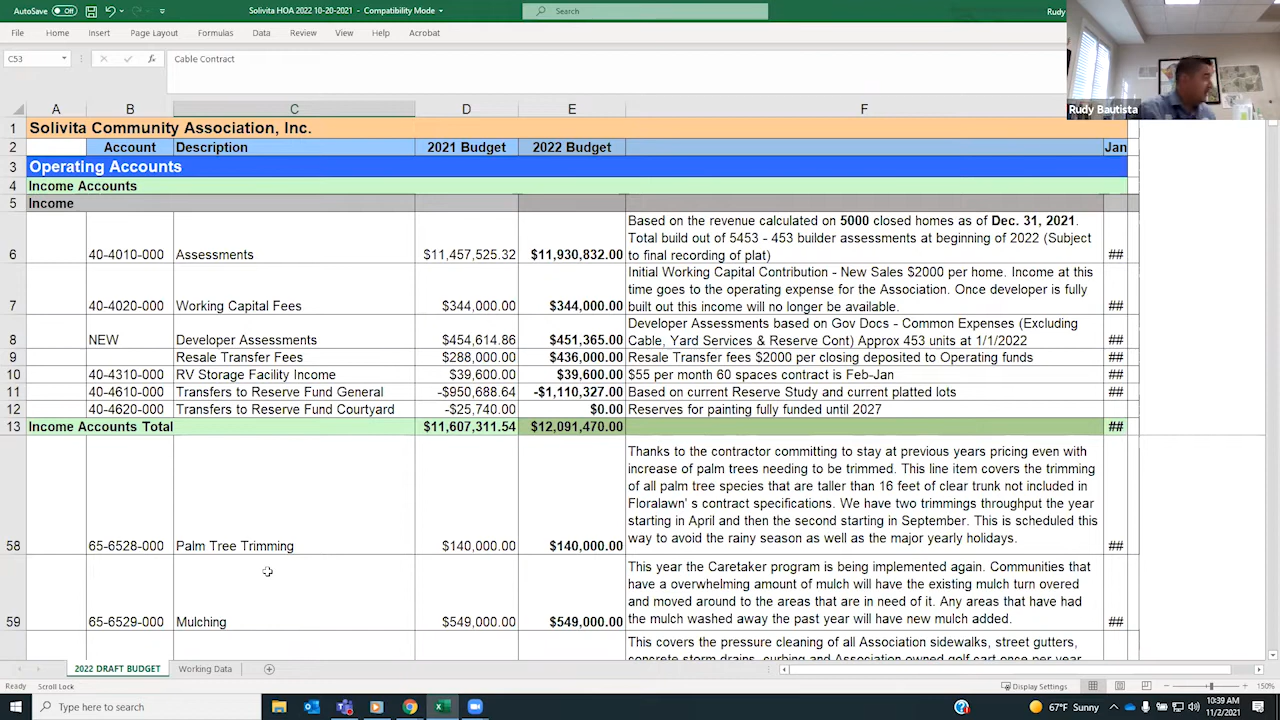 AutoSave Off
Solivita HOA 2022 10-20-2021 - Compatibility Mode
Search
Rudy
File Home Insert Page Layout Formulas Data Review View Help Acrobat
C53
fx
Cable Contract
Rudy Bautista
A B C D E F
1 Solivita Community Association, Inc.
2 Account Description 2021 Budget 2022 Budget Jan
3 Operating Accounts
4 Income Accounts
5 Income
Based on the revenue calculated on 5000 closed homes as of Dec. 31, 2021.
Total build out of 5453 - 453 builder assessments at beginning of 2022 (Subject
6 40-4010-000 Assessments $11,457,525.32 $11,930,832.00 to final recording of plat) ##
Initial Working Capital Contribution - New Sales $2000 per home. Income at this
time goes to the operating expense for the Association. Once developer is fully
7 40-4020-000 Working Capital Fees $344,000.00 $344,000.00 built out this income will no longer be available. ##
Developer Assessments based on Gov Docs - Common Expenses (Excluding
8 NEW Developer Assessments $454,614.86 $451,365.00 Cable, Yard Services & Reserve Cont) Approx 453 units at 1/1/2022 ##
9 Resale Transfer Fees $288,000.00 $436,000.00 Resale Transfer fees $2000 per closing deposited to Operating funds ##
10 40-4310-000 RV Storage Facility Income $39,600.00 $39,600.00 $55 per month 60 spaces contract is Feb-Jan ##
11 40-4610-000 Transfers to Reserve Fund General -$950,688.64 -$1,110,327.00 Based on current Reserve Study and current platted lots ##
12 40-4620-000 Transfers to Reserve Fund Courtyard -$25,740.00 $0.00 Reserves for painting fully funded until 2027
13 Income Accounts Total $11,607,311.54 $12,091,470.00 ##
Thanks to the contractor committing to stay at previous years pricing even with
increase of palm trees needing to be trimmed. This line item covers the trimming
of all palm tree species that are taller than 16 feet of clear trunk not included in
Floralawn' s contract specifications. We have two trimmings throughout the year
starting in April and then the second starting in September. This is scheduled this
58 65-6528-000 Palm Tree Trimming $140,000.00 $140,000.00 way to avoid the rainy season as well as the major yearly holidays. ##
This year the Caretaker program is being implemented again. Communities that
have a overwhelming amount of mulch will have the existing mulch turn overed
and moved around to the areas that are in need of it. Any areas that have had
59 65-6529-000 Mulching $549,000.00 $549,000.00 the mulch washed away the past year will have new mulch added. ##
This covers the pressure cleaning of all Association sidewalks, street gutters,
concrete storm drains, curbing and Association owned golf cart once per year
2022 DRAFT BUDGET Working Data
Ready Scroll Lock Display Settings 150%
Type here to search
67°F Sunny
10:39 AM
11/2/2021